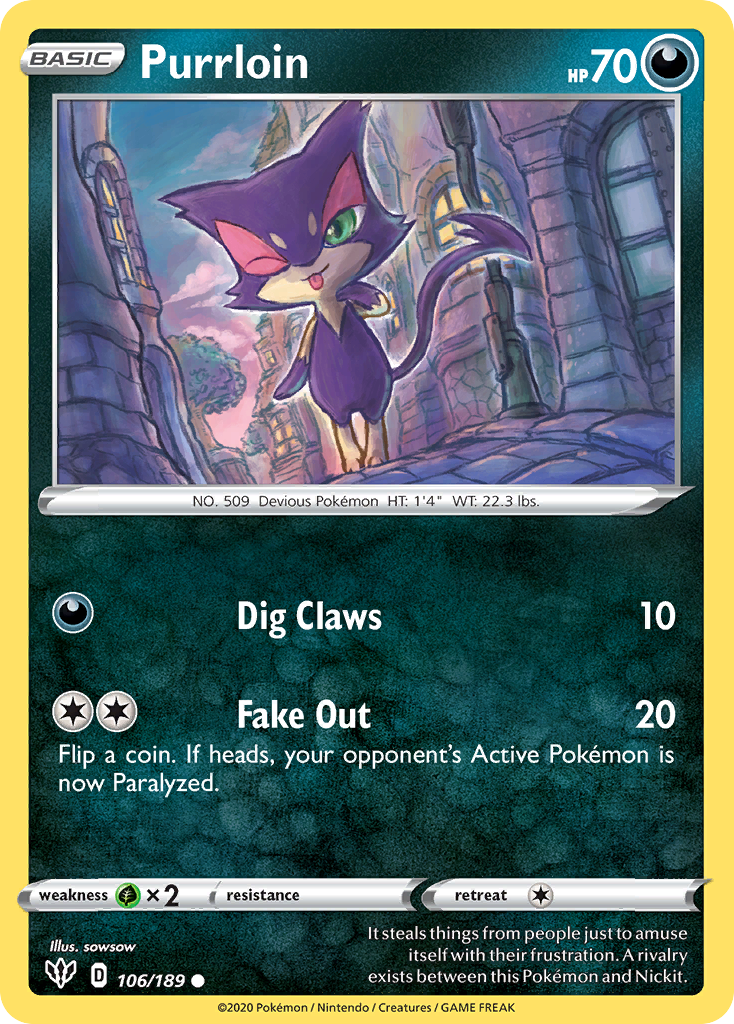 BASIC Purrloin HP70
NO. 509 Devious Pokémon HT: 1'4" WT: 22.3 lbs.
Dig Claws 10
Fake Out 20
Flip a coin. If heads, your opponent's Active Pokémon is
now Paralyzed.
weakness ×2 resistance retreat
Illus. sowsow
It steals things from people just to amuse
itself with their frustration. A rivalry
exists between this Pokémon and Nickit.
D 106/189
©2020 Pokémon / Nintendo / Creatures / GAME FREAK